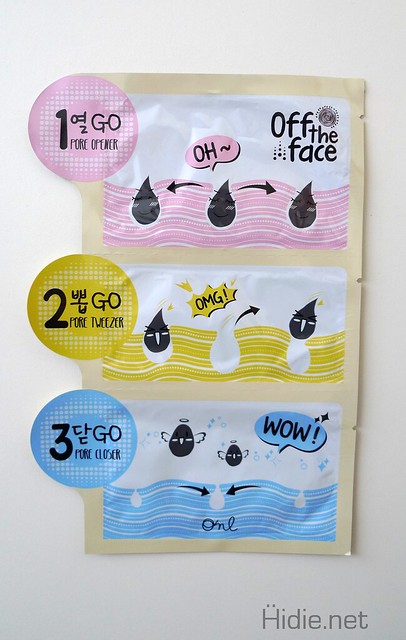 1열GO
PORE OPENER
Off
the
face
OH~
2뽑GO
PORE TWEEZER
OMG!
3닫GO
PORE CLOSER
WOW!
Hidie.net